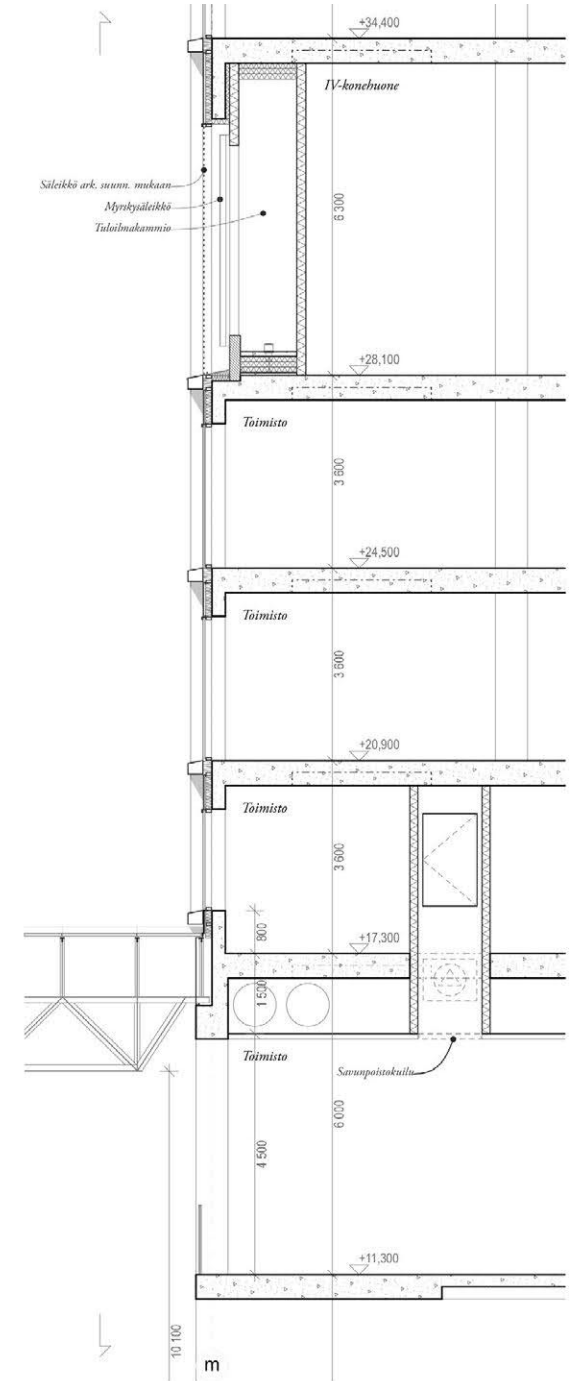 +34,400
IV-konehuone
Säleikkö ark. suunn. mukaan
Myrskysäleikkö
Tuloilmakammio
6 300
+28,100
Toimisto
3 600
+24,500
Toimisto
3 600
+20,900
Toimisto
3 600
800
+17,300
1 500
Toimisto
Savunpoistokuilu
6 000
4 500
+11,300
10 100
m